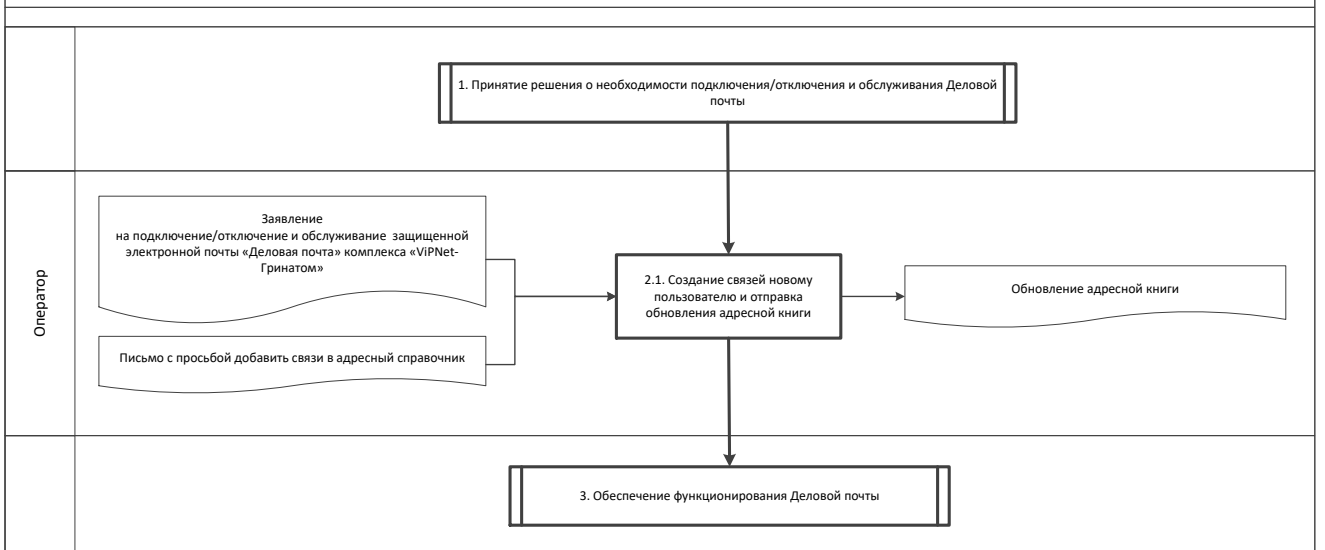 1. Принятие решения о необходимости подключения/отключения и обслуживания Деловой
почты
Оператор
Заявление
на подключение/отключение и обслуживание защищенной
электронной почты «Деловая почта» комплекса «ViPNet-
Гринатом»
Письмо с просьбой добавить связи в адресный справочник
2.1. Создание связей новому
пользователю и отправка
обновления адресной книги
Обновление адресной книги
3. Обеспечение функционирования Деловой почты